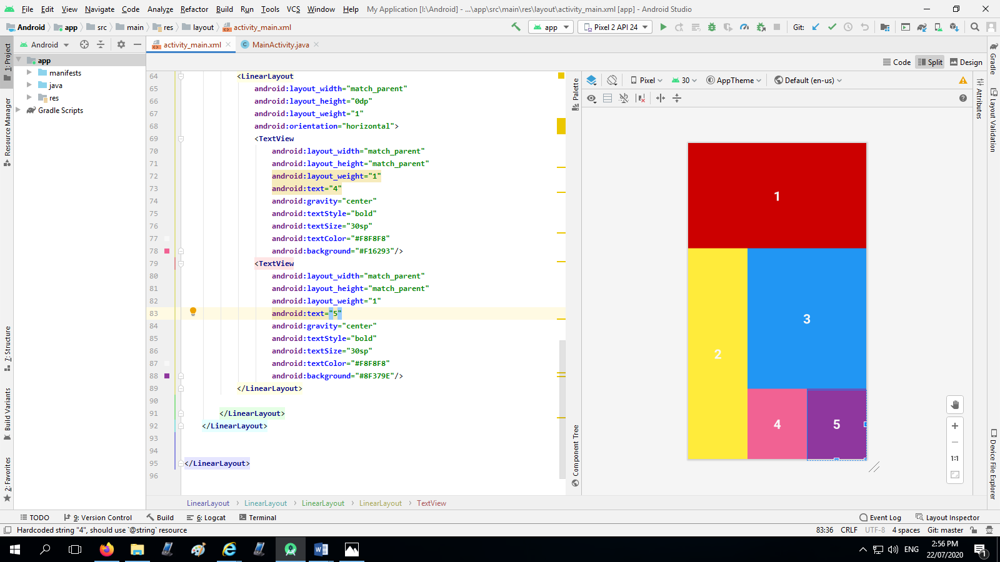 File Edit View Navigate Code Analyze Refactor Build Run Tools VCS Window Help My Application [I:\Android] - ...\app\src\main\res\layout\activity_main.xml [app] - Android Studio
Android app src main res layout activity_main.xml app Pixel 2 API 24 Git:
Android activity_main.xml MainActivity.java
Code Split Design
1: Project
Resource Manager
7: Structure
Build Variants
2: Favorites
app
manifests
java
res
Gradle Scripts
64 <LinearLayout
65 android:layout_width="match_parent"
66 android:layout_height="0dp"
67 android:layout_weight="1"
68 android:orientation="horizontal">
69 <TextView
70 android:layout_width="match_parent"
71 android:layout_height="match_parent"
72 android:layout_weight="1"
73 android:text="4"
74 android:gravity="center"
75 android:textStyle="bold"
76 android:textSize="30sp"
77 android:textColor="#F8F8F8"
78 android:background="#F16293"/>
79 <TextView
80 android:layout_width="match_parent"
81 android:layout_height="match_parent"
82 android:layout_weight="1"
83 android:text="5"
84 android:gravity="center"
85 android:textStyle="bold"
86 android:textSize="30sp"
87 android:textColor="#F8F8F8"
88 android:background="#8F379E"/>
89 </LinearLayout>
90
91 </LinearLayout>
92 </LinearLayout>
93
94
95 </LinearLayout>
96
LinearLayout LinearLayout LinearLayout LinearLayout TextView
Palette
Component Tree
Pixel 30 AppTheme Default (en-us)
1
2
3
4
5
1:1
Attributes
Gradle
Layout Validation
Device File Explorer
TODO 9: Version Control Build 6: Logcat Terminal Event Log Layout Inspector
Hardcoded string "4", should use `@string` resource 83:36 CRLF UTF-8 4 spaces Git: master
ENG
2:56 PM
22/07/2020
1